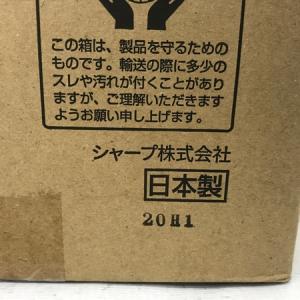 この箱は、製品を守るための
ものです。輸送の際に多少の
スレや汚れが付くことがあり
ますが、ご理解いただきます
ようお願い申し上げます。
シャープ株式会社
日本製
20H1